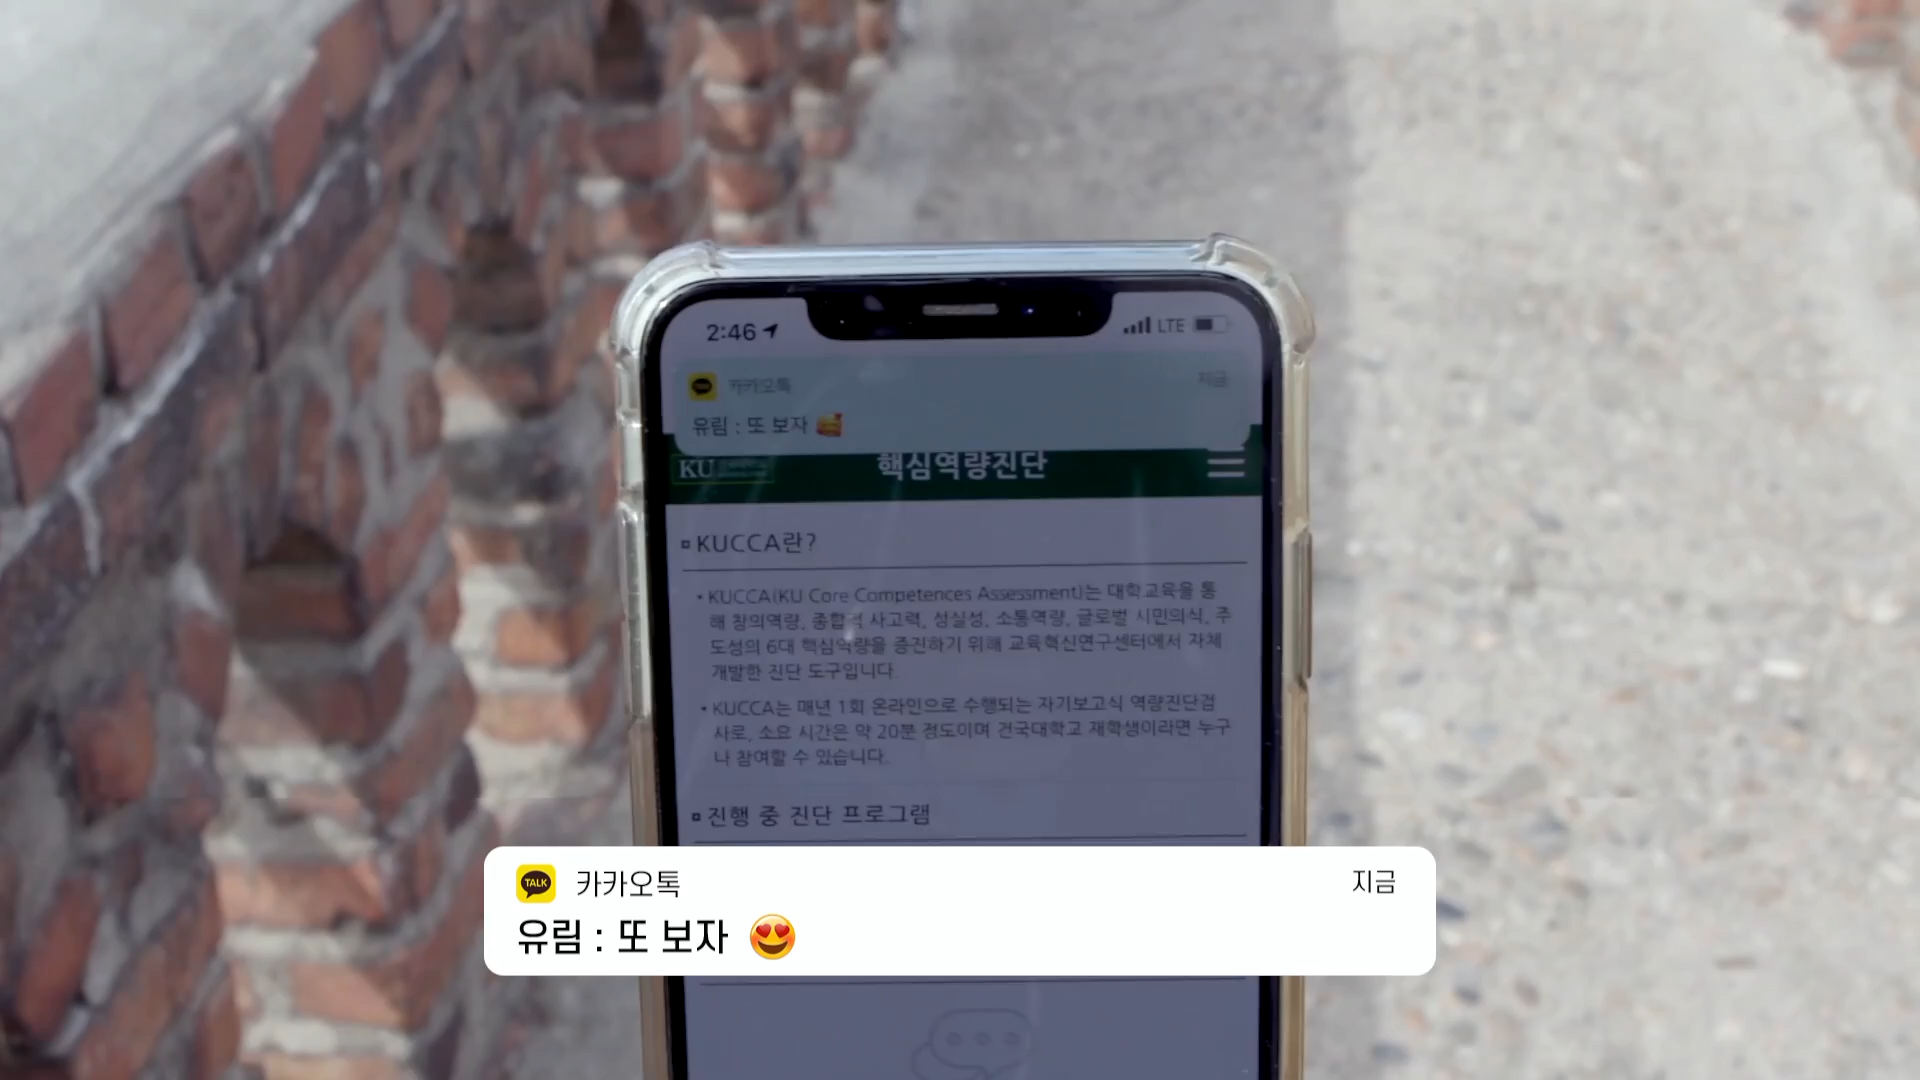 2:46
LTE
카카오톡
지금
유림 : 또 보자 🥰
KU
핵심역량진단
KUCCA란?
• KUCCA(KU Core Competences Assessment)는 대학교육을 통
해 창의역량, 종합적 사고력, 성실성, 소통역량, 글로벌 시민의식, 주
도성의 6대 핵심역량을 증진하기 위해 교육혁신연구센터에서 자체
개발한 진단 도구입니다.
• KUCCA는 매년 1회 온라인으로 수행되는 자기보고식 역량진단검
사로, 소요 시간은 약 20분 정도이며 건국대학교 재학생이라면 누구
나 참여할 수 있습니다.
진행 중 진단 프로그램
TALK
카카오톡
지금
유림 : 또 보자 😍